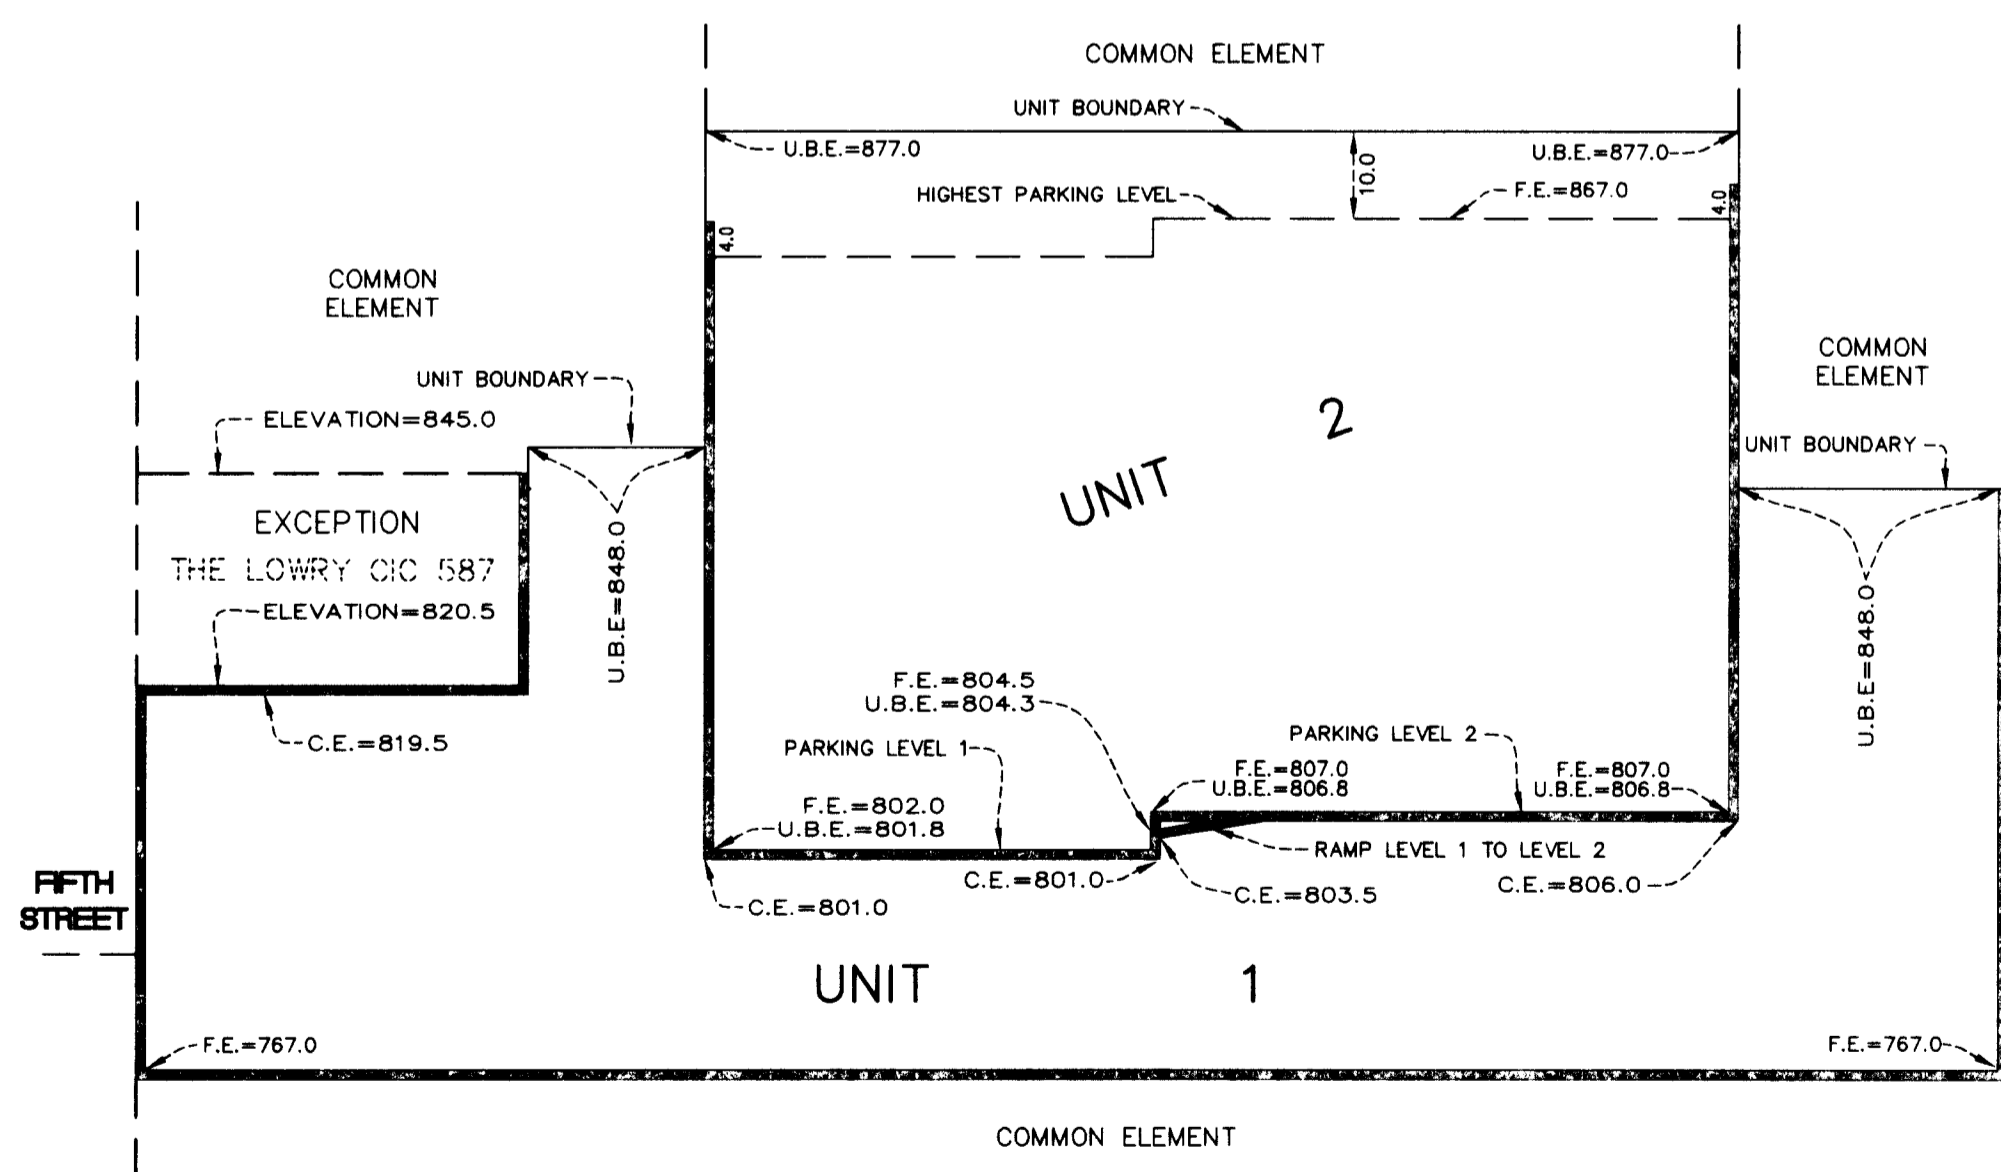 COMMON ELEMENT
UNIT BOUNDARY
U.B.E.=877.0
U.B.E.=877.0
10.0
HIGHEST PARKING LEVEL
F.E.=867.0
4.0
4.0
COMMON
ELEMENT
COMMON
ELEMENT
UNIT BOUNDARY
ELEVATION=845.0
UNIT BOUNDARY
UNIT 2
EXCEPTION
THE LOWRY CIC 587
ELEVATION=820.5
U.B.E=848.0
U.B.E=848.0
C.E.=819.5
F.E.=804.5
U.B.E.=804.3
PARKING LEVEL 1
PARKING LEVEL 2
F.E.=807.0
U.B.E.=806.8
F.E.=807.0
U.B.E.=806.8
F.E.=802.0
U.B.E.=801.8
RAMP LEVEL 1 TO LEVEL 2
C.E.=801.0
C.E.=803.5
C.E.=806.0
C.E.=801.0
FIFTH
STREET
UNIT 1
F.E.=767.0
F.E.=767.0
COMMON ELEMENT